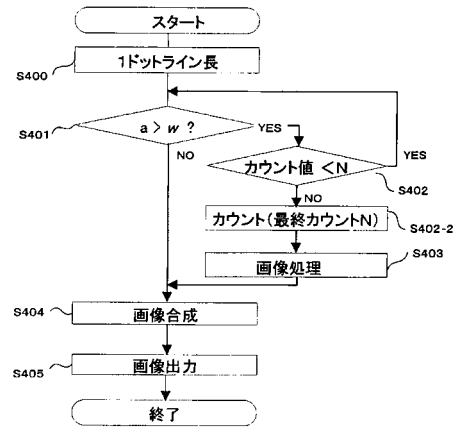 スタート
S400
1ドットライン長
S401
a > w ?
YES
NO
カウント値 <N
YES
S402
NO
カウント(最終カウントN)
S402-2
画像処理
S403
S404
画像合成
S405
画像出力
終了